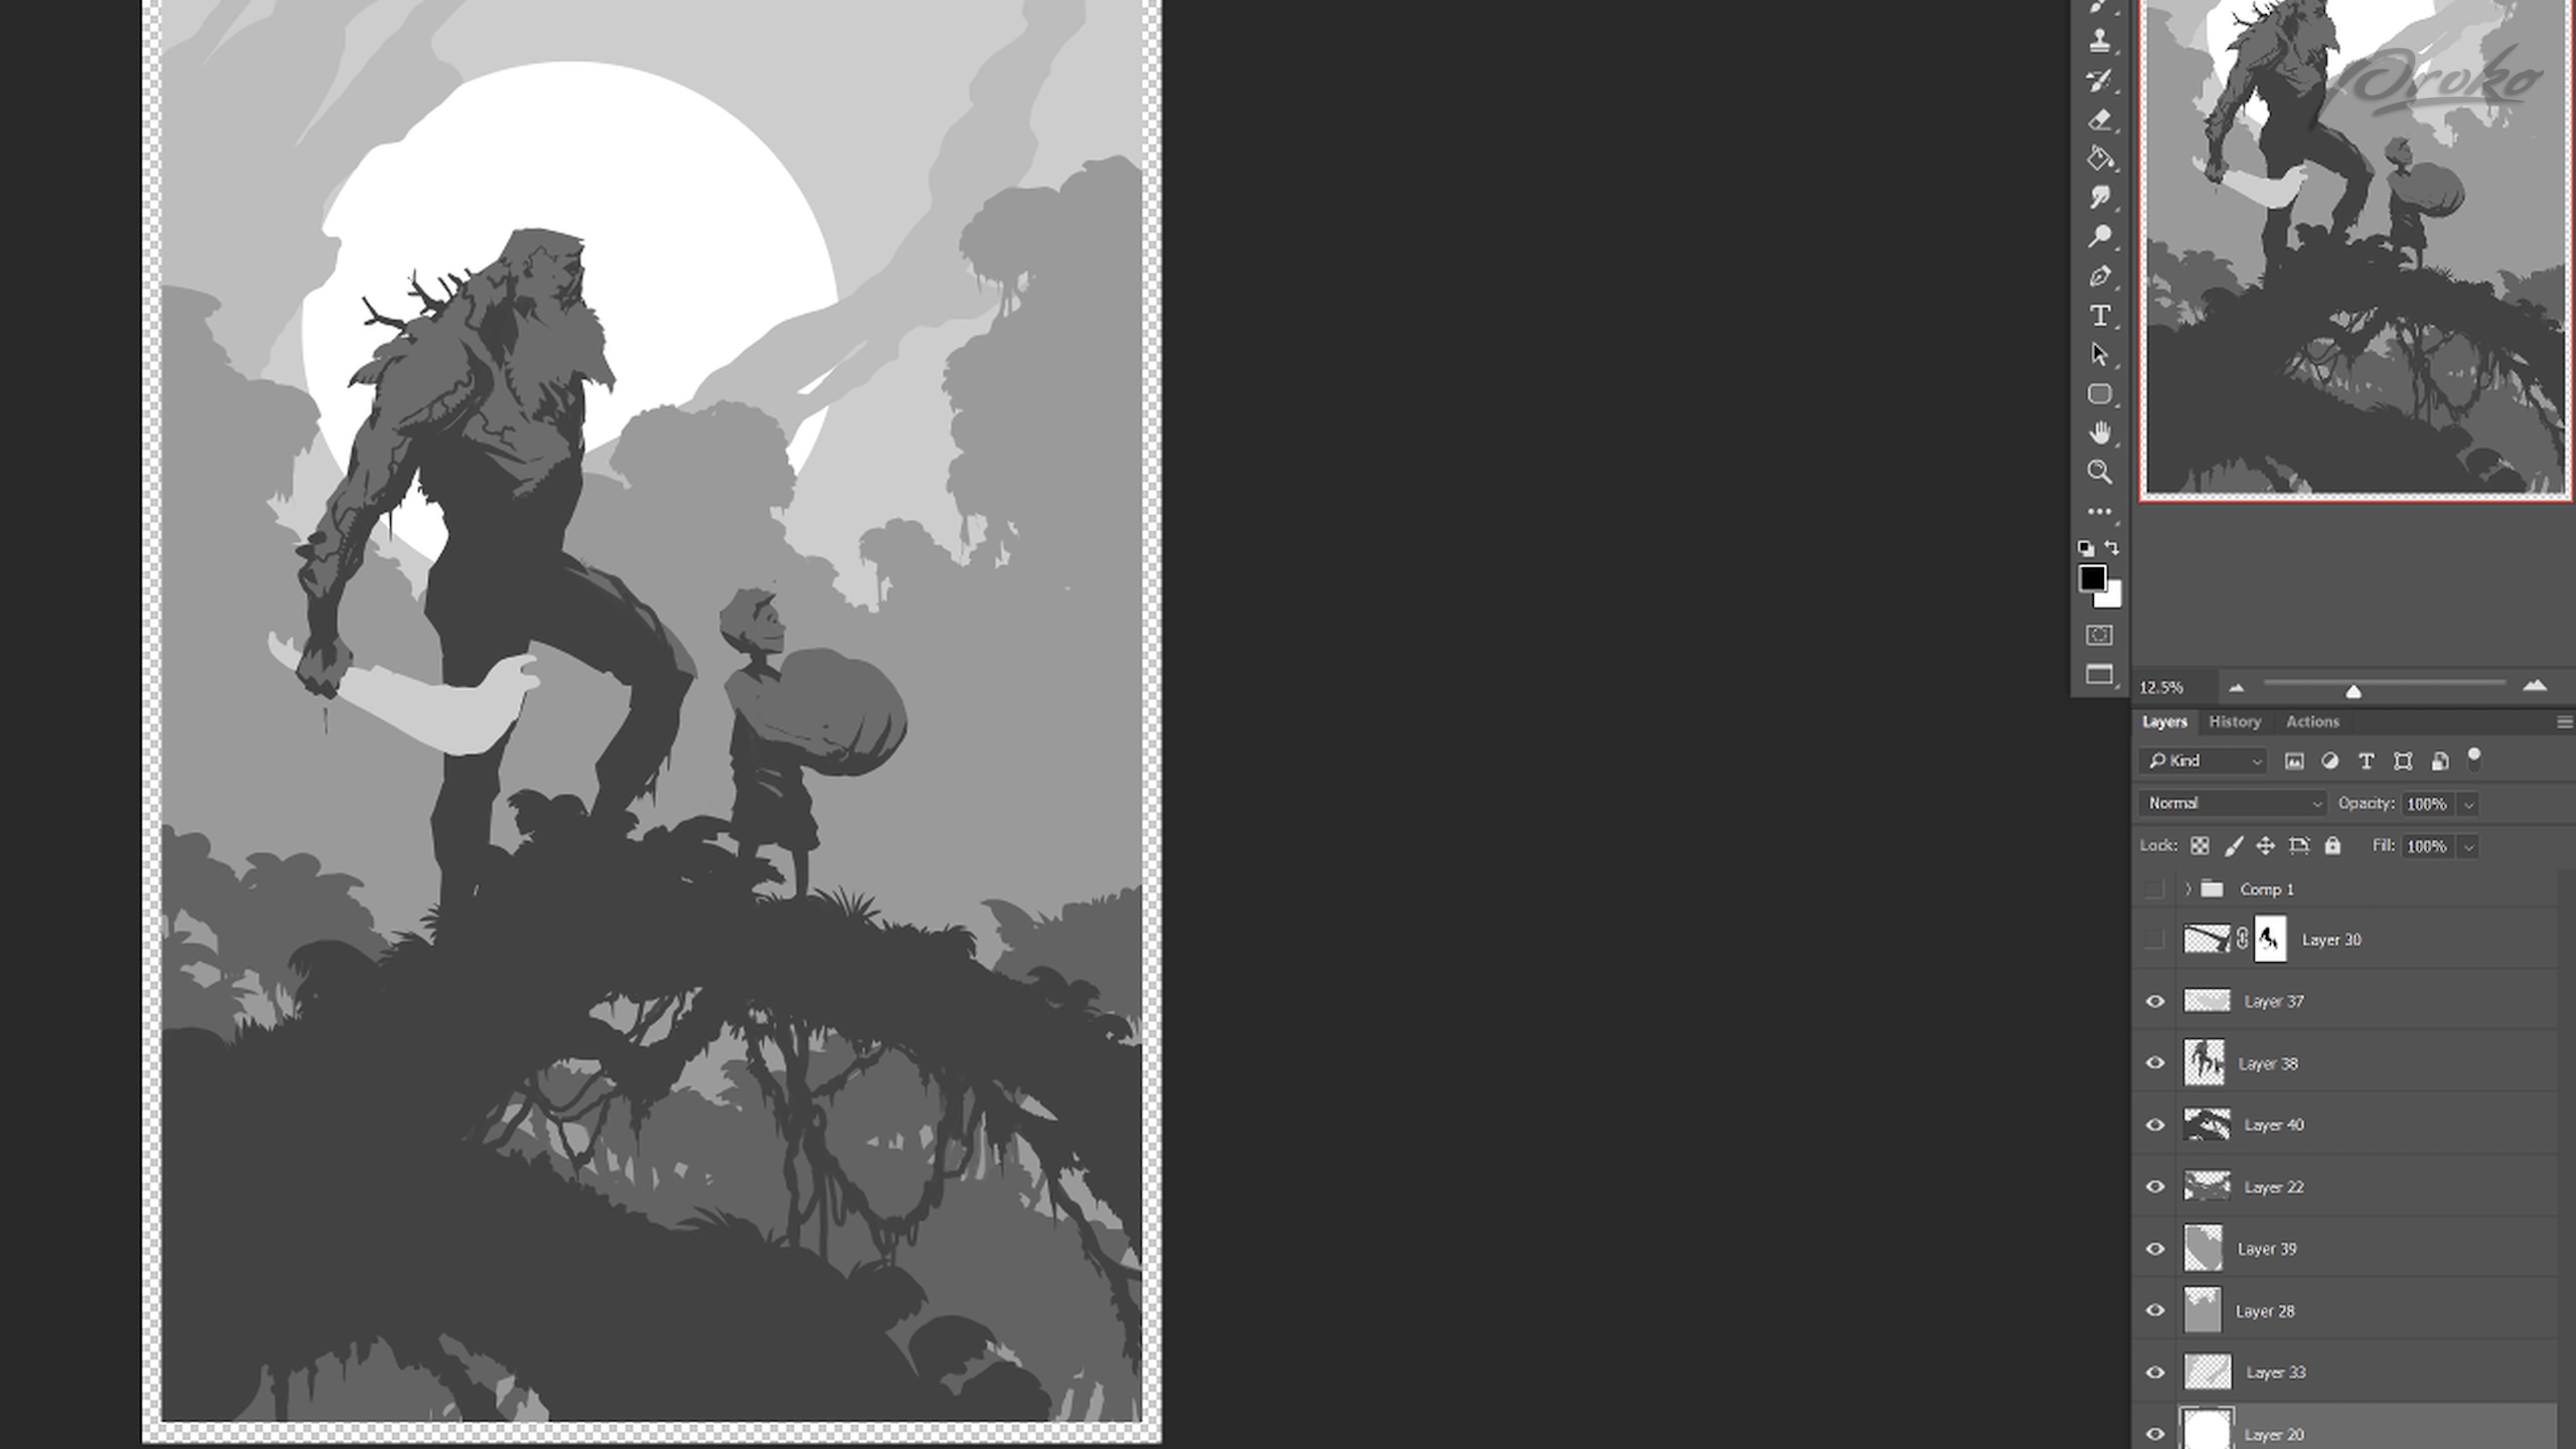 Proko
12.5%
Layers History Actions
Kind
Normal Opacity: 100%
Lock: Fill: 100%
Comp 1
Layer 30
Layer 37
Layer 38
Layer 40
Layer 22
Layer 39
Layer 28
Layer 33
Layer 20